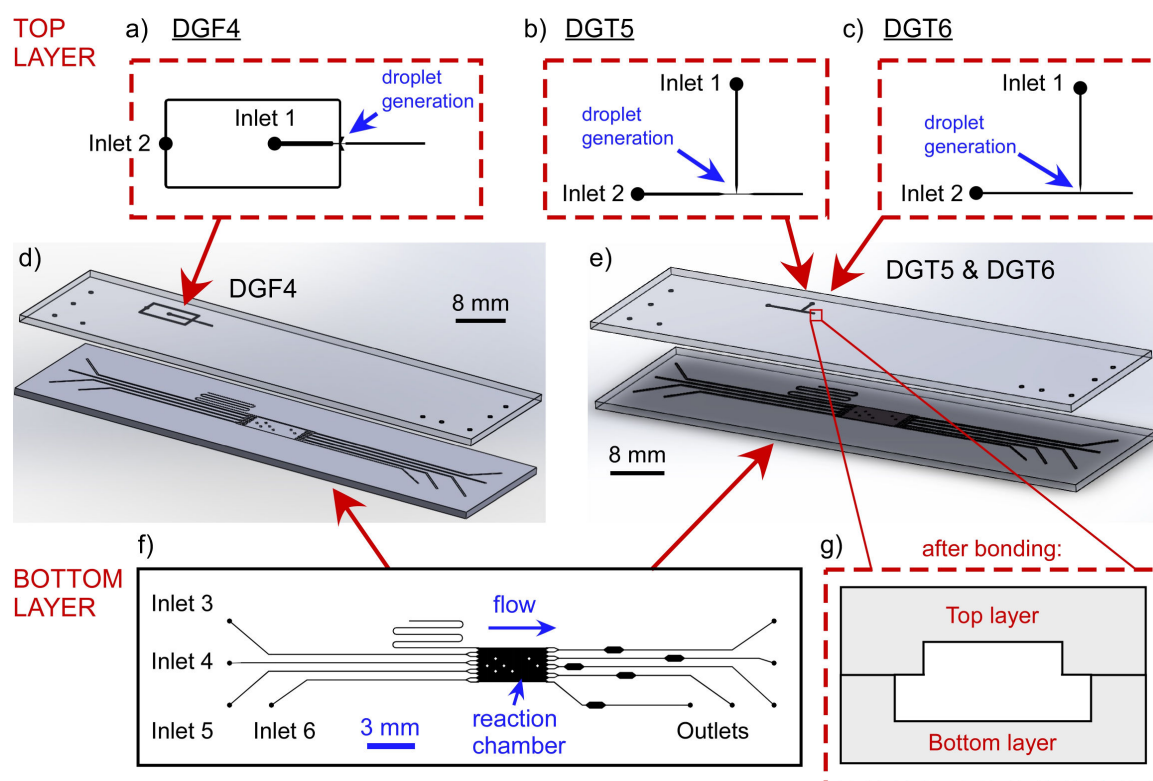 TOP
LAYER
a) DGF4
droplet
generation
Inlet 1
Inlet 2
b) DGT5
Inlet 1
droplet
generation
Inlet 2
c) DGT6
Inlet 1
droplet
generation
Inlet 2
d)
DGF4
8 mm
e)
DGT5 & DGT6
8 mm
BOTTOM
LAYER
f)
Inlet 3
flow
Inlet 4
Inlet 5
Inlet 6
3 mm
reaction
chamber
Outlets
g)
after bonding:
Top layer
Bottom layer